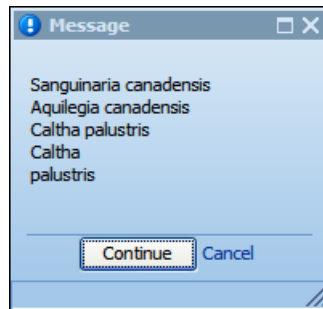 Message
Sanguinaria canadensis
Aquilegia canadensis
Caltha palustris
Caltha
palustris
Continue Cancel